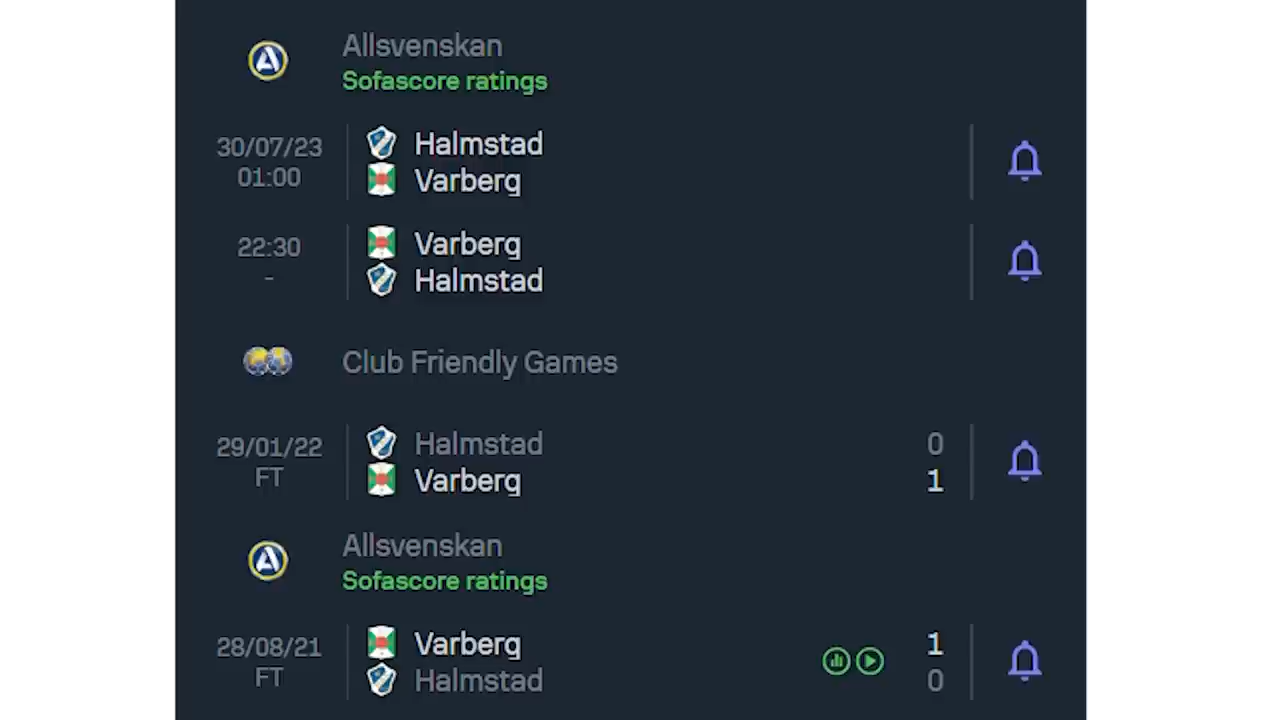 Allsvenskan
Sofascore ratings
30/07/23
01:00
Halmstad
Varberg
22:30
-
Varberg
Halmstad
Club Friendly Games
29/01/22
FT
Halmstad 0
Varberg 1
Allsvenskan
Sofascore ratings
28/08/21
FT
Varberg 1
Halmstad 0